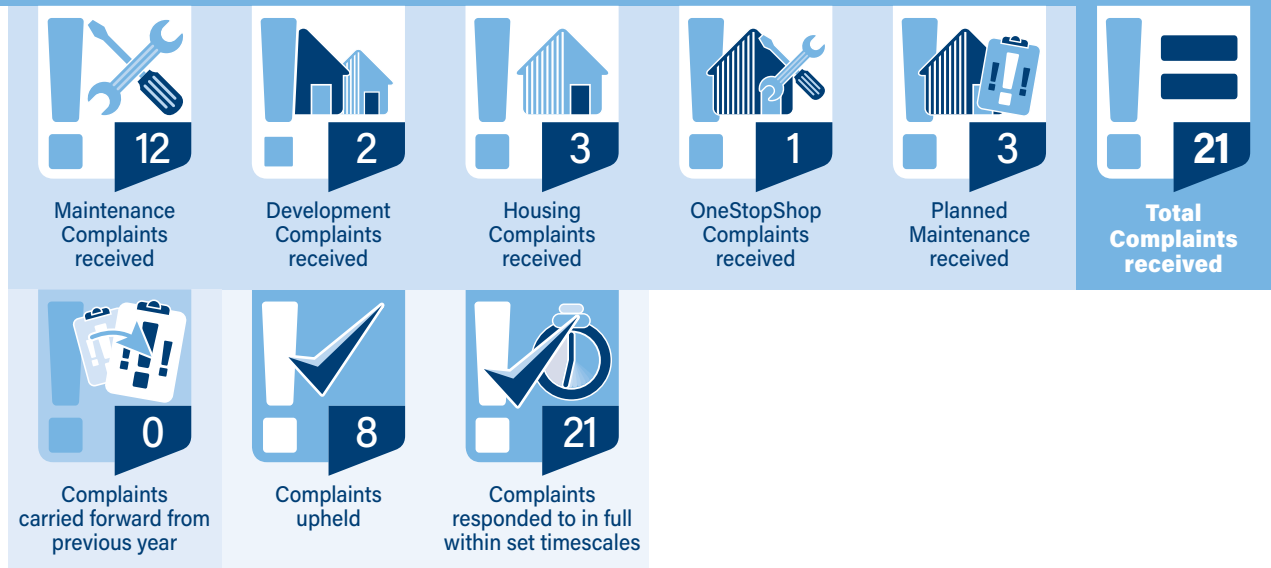 12
Maintenance
Complaints
received
2
Development
Complaints
received
3
Housing
Complaints
received
1
OneStopShop
Complaints
received
3
Planned
Maintenance
received
21
Total
Complaints
received
0
Complaints
carried forward from
previous year
8
Complaints
upheld
21
Complaints
responded to in full
within set timescales